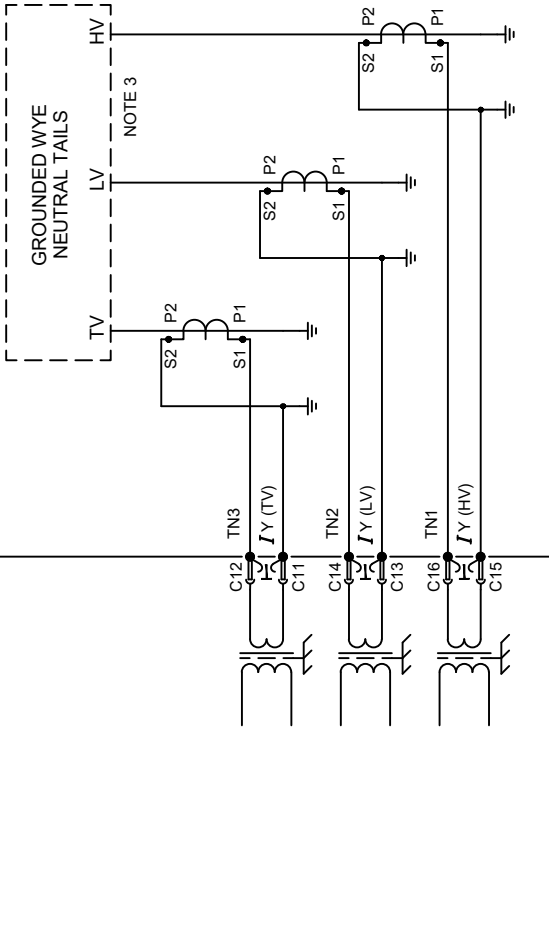 GROUNDED WYE
NEUTRAL TAILS
HV
LV
TV
NOTE 3
P2
P1
S2
S1
P2
P1
S2
S1
P2
P1
S2
S1
TN3
I Y (TV)
C12
C11
TN2
I Y (LV)
C14
C13
TN1
I Y (HV)
C16
C15